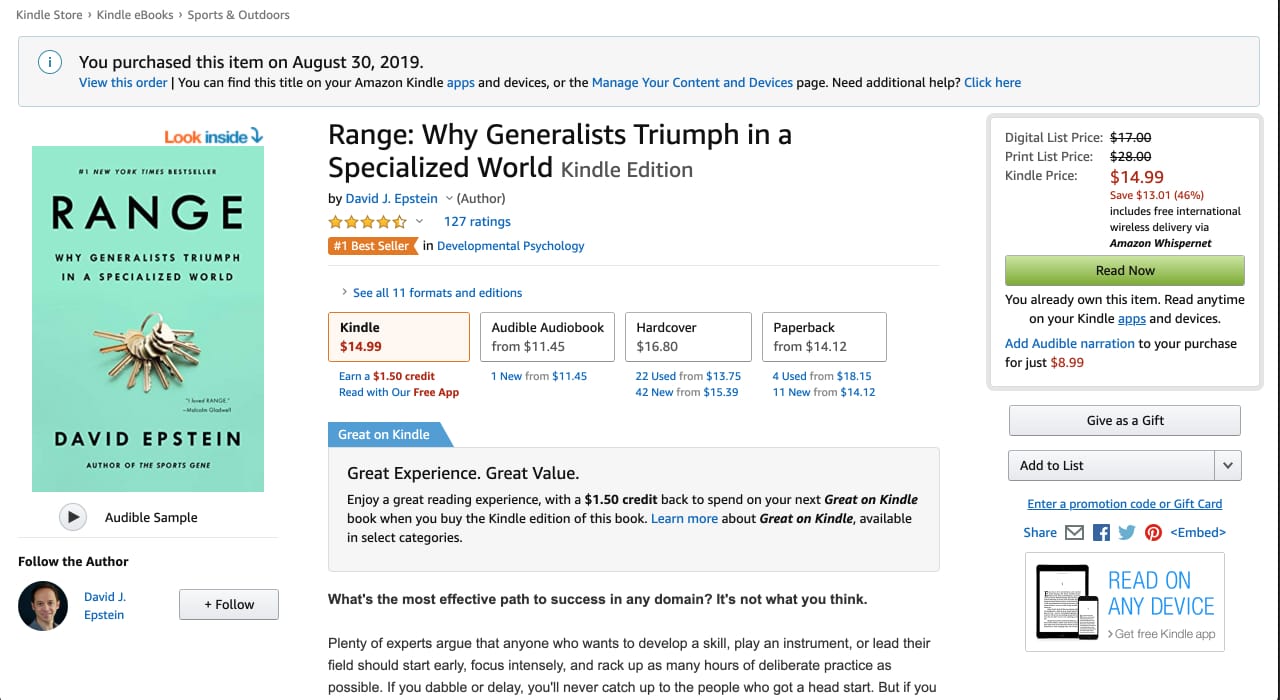 Kindle Store › Kindle eBooks › Sports & Outdoors
You purchased this item on August 30, 2019.
View this order | You can find this title on your Amazon Kindle apps and devices, or the Manage Your Content and Devices page. Need additional help? Click here
Look inside
#1 NEW YORK TIMES BESTSELLER
RANGE
WHY GENERALISTS TRIUMPH
IN A SPECIALIZED WORLD
"I loved RANGE."
—Malcolm Gladwell
DAVID EPSTEIN
AUTHOR OF THE SPORTS GENE
Audible Sample
Follow the Author
David J.
Epstein
+ Follow
Range: Why Generalists Triumph in a
Specialized World Kindle Edition
by David J. Epstein (Author)
127 ratings
#1 Best Seller in Developmental Psychology
› See all 11 formats and editions
Kindle
$14.99
Earn a $1.50 credit
Read with Our Free App
Audible Audiobook
from $11.45
1 New from $11.45
Hardcover
$16.80
22 Used from $13.75
42 New from $15.39
Paperback
from $14.12
4 Used from $18.15
11 New from $14.12
Great on Kindle
Great Experience. Great Value.
Enjoy a great reading experience, with a $1.50 credit back to spend on your next Great on Kindle
book when you buy the Kindle edition of this book. Learn more about Great on Kindle, available
in select categories.
What's the most effective path to success in any domain? It's not what you think.
Plenty of experts argue that anyone who wants to develop a skill, play an instrument, or lead their
field should start early, focus intensely, and rack up as many hours of deliberate practice as
possible. If you dabble or delay, you'll never catch up to the people who got a head start. But if you
Digital List Price: $17.00
Print List Price: $28.00
Kindle Price: $14.99
Save $13.01 (46%)
includes free international
wireless delivery via
Amazon Whispernet
Read Now
You already own this item. Read anytime
on your Kindle apps and devices.
Add Audible narration to your purchase
for just $8.99
Give as a Gift
Add to List
Enter a promotion code or Gift Card
Share <Embed>
READ ON
ANY DEVICE
› Get free Kindle app